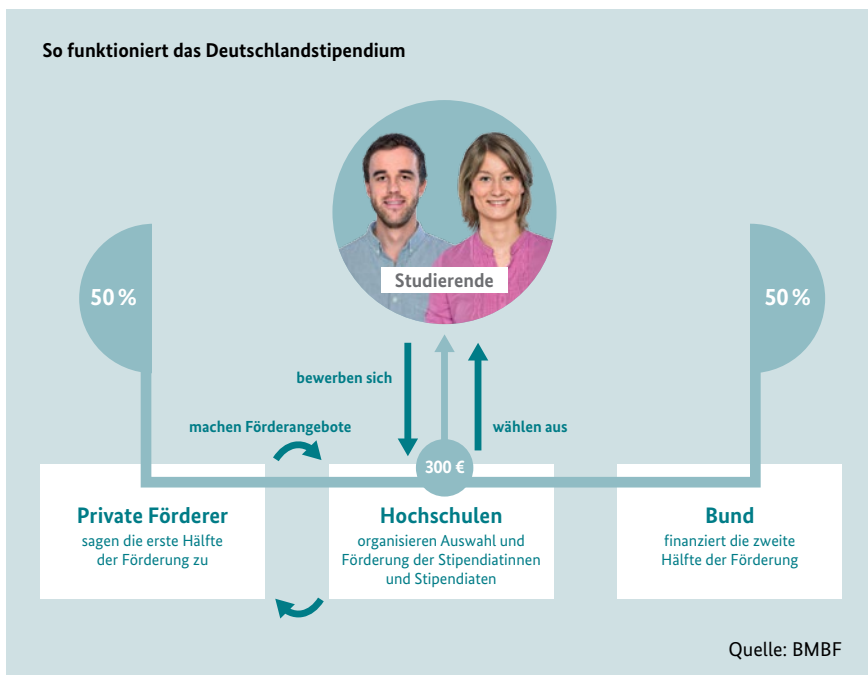 So funktioniert das Deutschlandstipendium
Studierende
50 %
50 %
bewerben sich
machen Förderangebote
wählen aus
300 €
Private Förderer
sagen die erste Hälfte
der Förderung zu
Hochschulen
organisieren Auswahl und
Förderung der Stipendiatinnen
und Stipendiaten
Bund
finanziert die zweite
Hälfte der Förderung
Quelle: BMBF